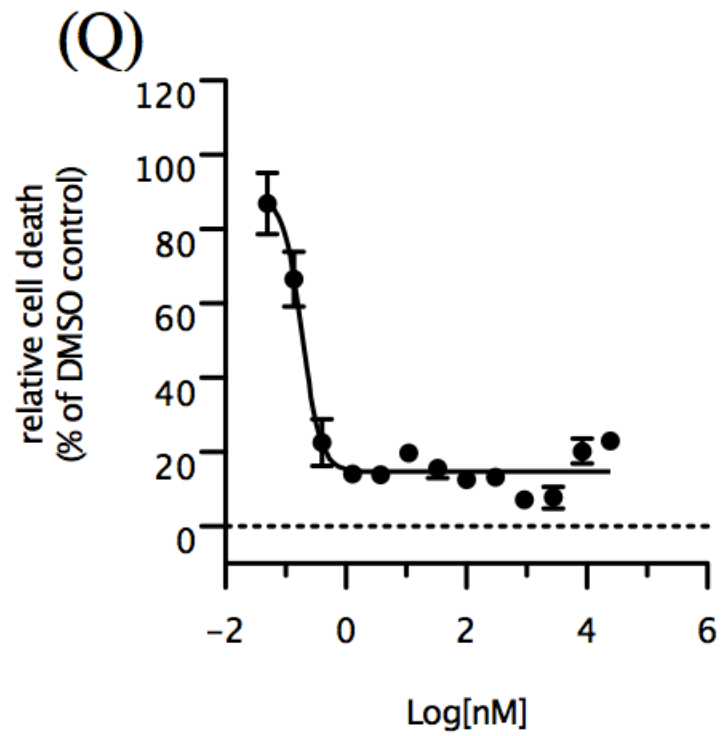 (Q)
120
100
80
60
40
20
0
relative cell death
(% of DMSO control)
−2 0 2 4 6
Log[nM]